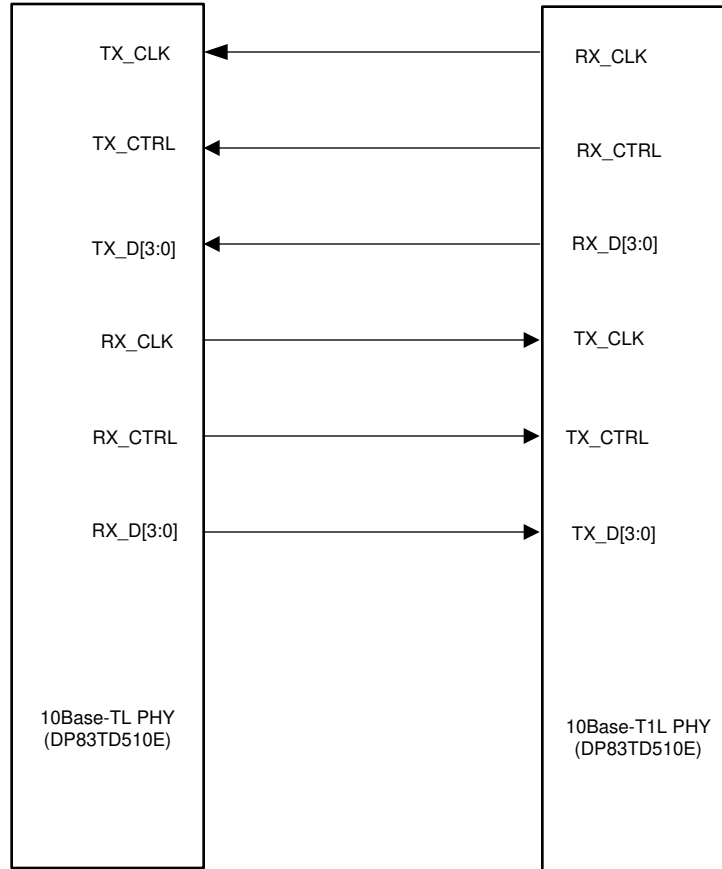 TX_CLK
RX_CLK
TX_CTRL
RX_CTRL
TX_D[3:0]
RX_D[3:0]
RX_CLK
TX_CLK
RX_CTRL
TX_CTRL
RX_D[3:0]
TX_D[3:0]
10Base-TL PHY
(DP83TD510E)
10Base-T1L PHY
(DP83TD510E)